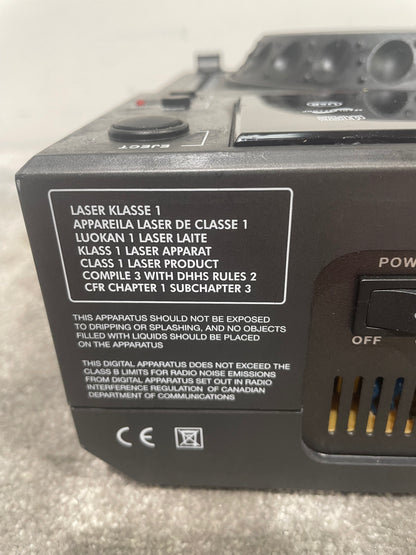 EJECT
LASER KLASSE 1
APPAREILA LASER DE CLASSE 1
LUOKAN 1 LASER LAITE
KLASS 1 LASER APPARAT
CLASS 1 LASER PRODUCT
COMPILE 3 WITH DHHS RULES 2
CFR CHAPTER 1 SUBCHAPTER 3
THIS APPARATUS SHOULD NOT BE EXPOSED
TO DRIPPING OR SPLASHING, AND NO OBJECTS
FILLED WITH LIQUIDS SHOULD BE PLACED
ON THE APPARATUS
THIS DIGITAL APPARATUS DOES NOT EXCEED THE
CLASS B LIMITS FOR RADIO NOISE EMISSIONS
FROM DIGITAL APPARATUS SET OUT IN RADIO
INTERFERENCE REGULATION OF CANADIAN
DEPARTMENT OF COMMUNICATIONS
CE
POW
OFF